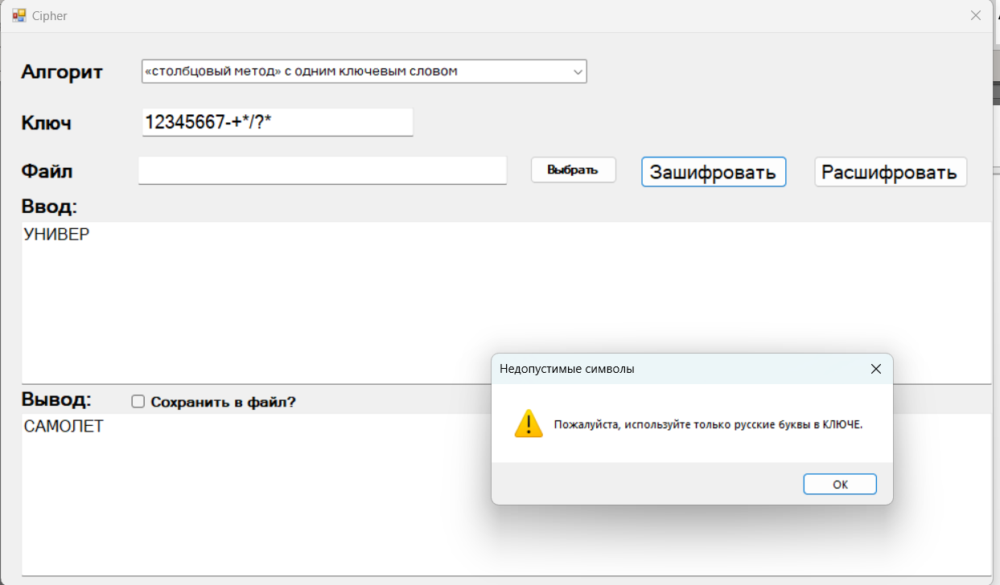 Cipher
Алгорит
«столбцовый метод» с одним ключевым словом
Ключ
12345667-+*/?*
Файл
Выбрать
Зашифровать
Расшифровать
Ввод:
УНИВЕР
Недопустимые символы
Пожалуйста, используйте только русские буквы в КЛЮЧЕ.
ОК
Вывод:
Сохранить в файл?
САМОЛЕТ